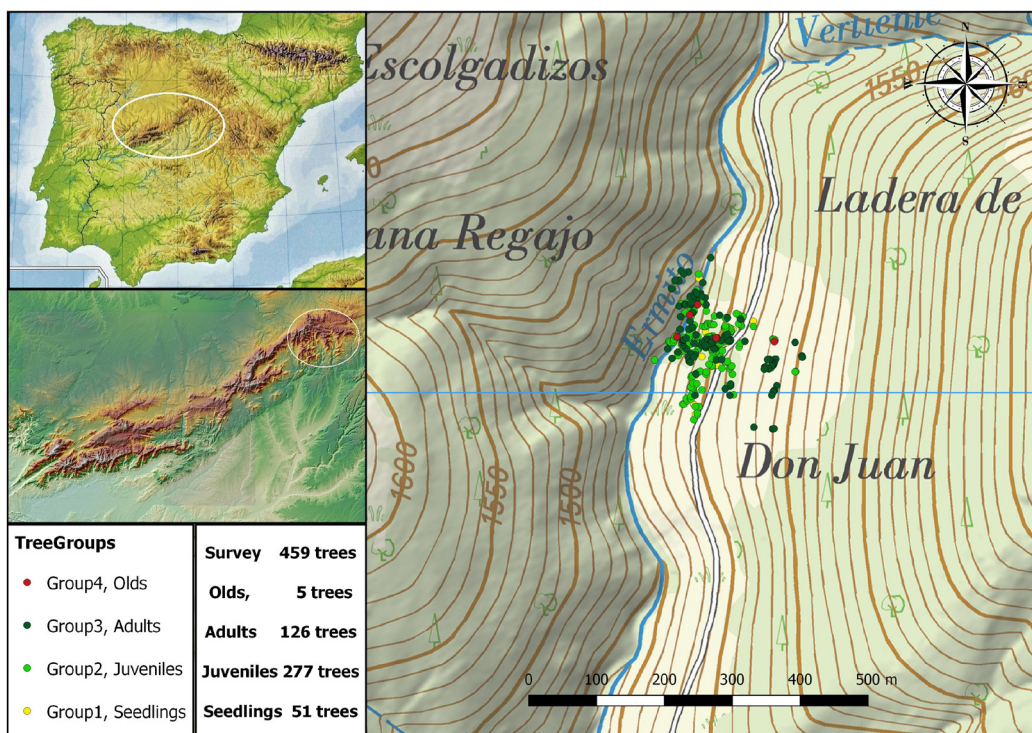 TreeGroups
Group4, Olds
Group3, Adults
Group2, Juveniles
Group1, Seedlings
Survey 459 trees
Olds, 5 trees
Adults 126 trees
Juveniles 277 trees
Seedlings 51 trees
Vertiente
Escolgadizos
1550
N
S
Ladera de
ana Regajo
Ermito
Don Juan
1600
1550
1500
0 100 200 300 400 500 m